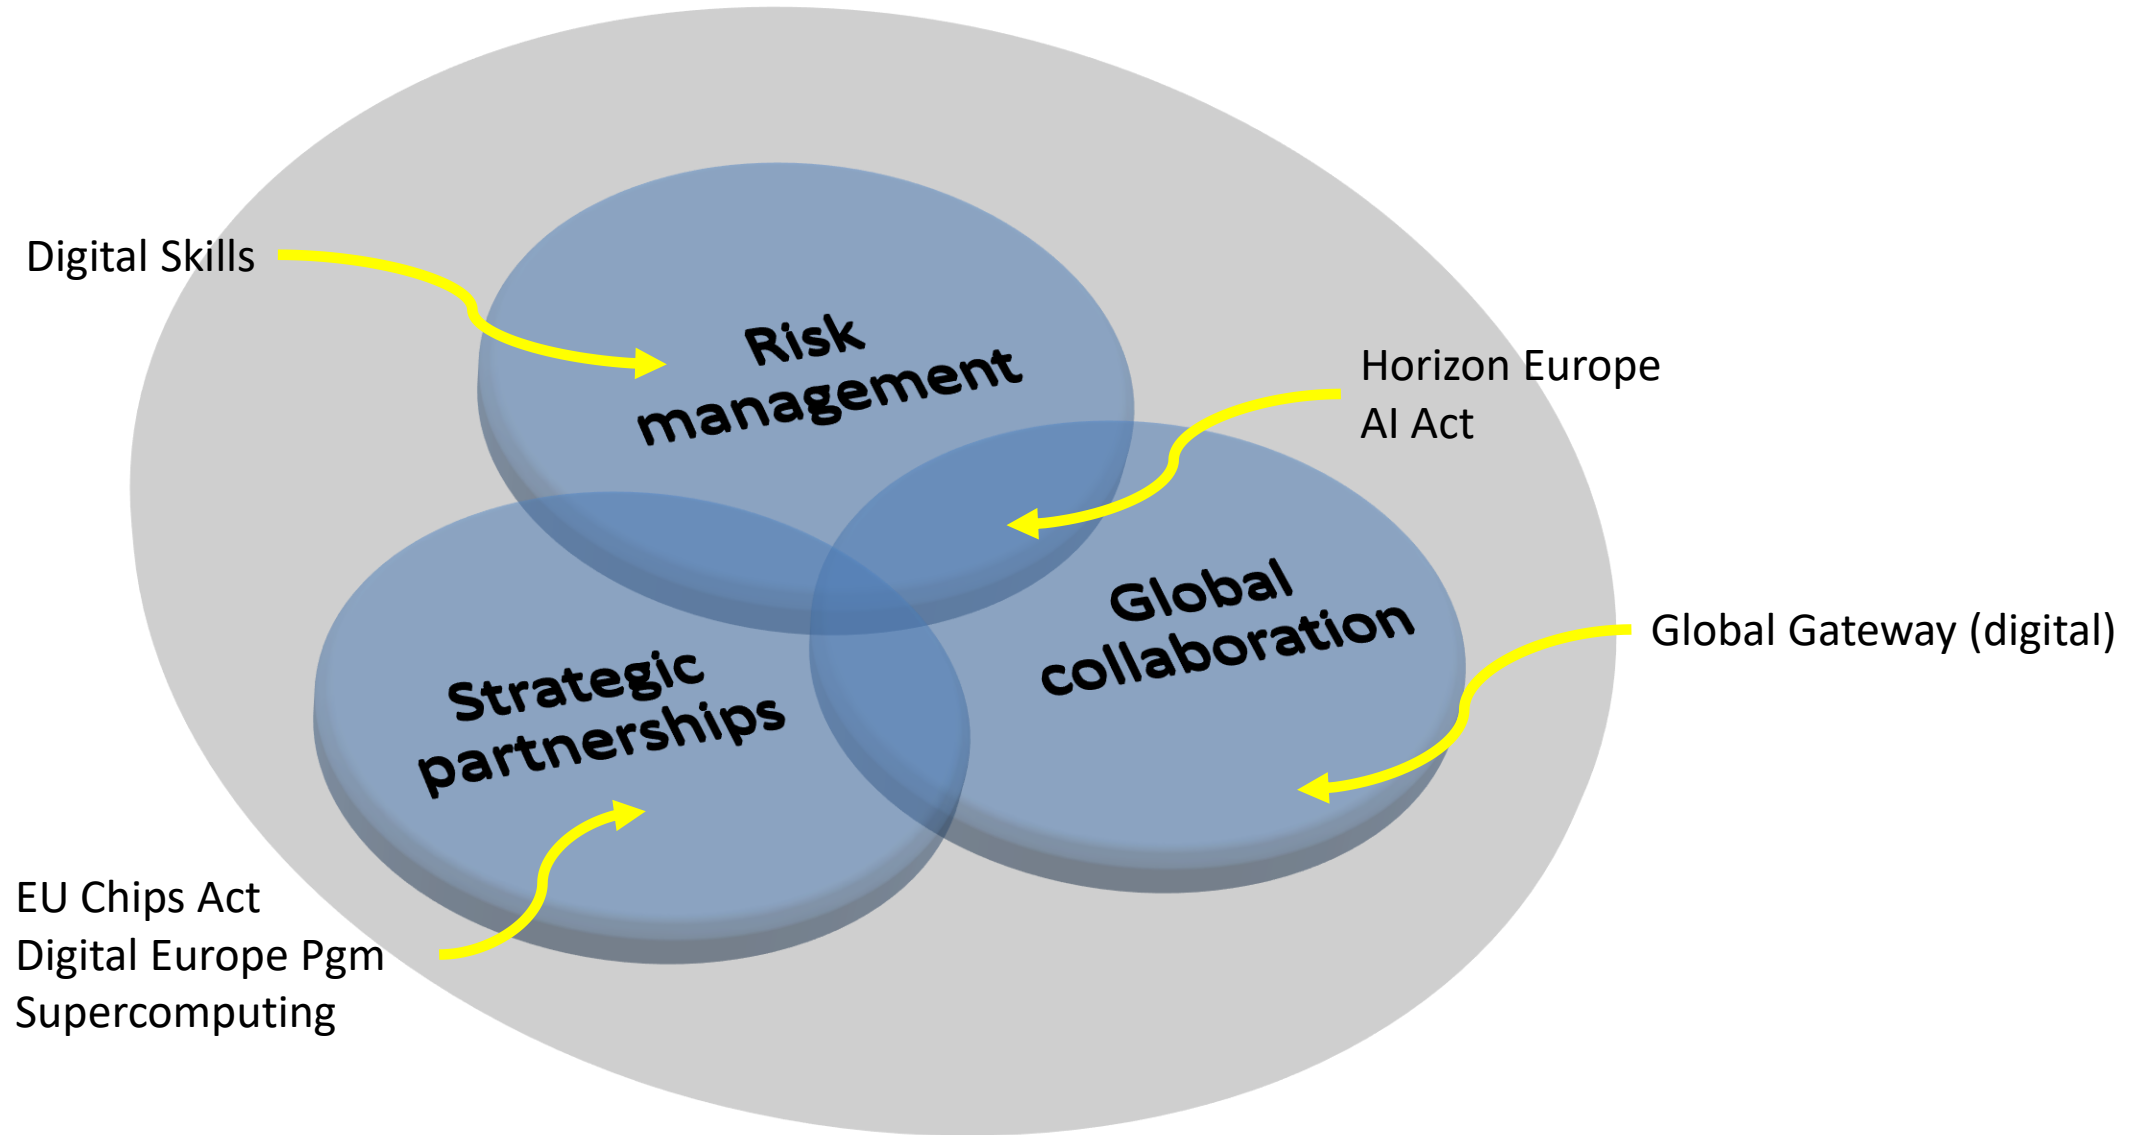 Digital Skills
Risk
management
Horizon Europe
AI Act
Global
collaboration
Global Gateway (digital)
Strategic
partnerships
EU Chips Act
Digital Europe Pgm
Supercomputing